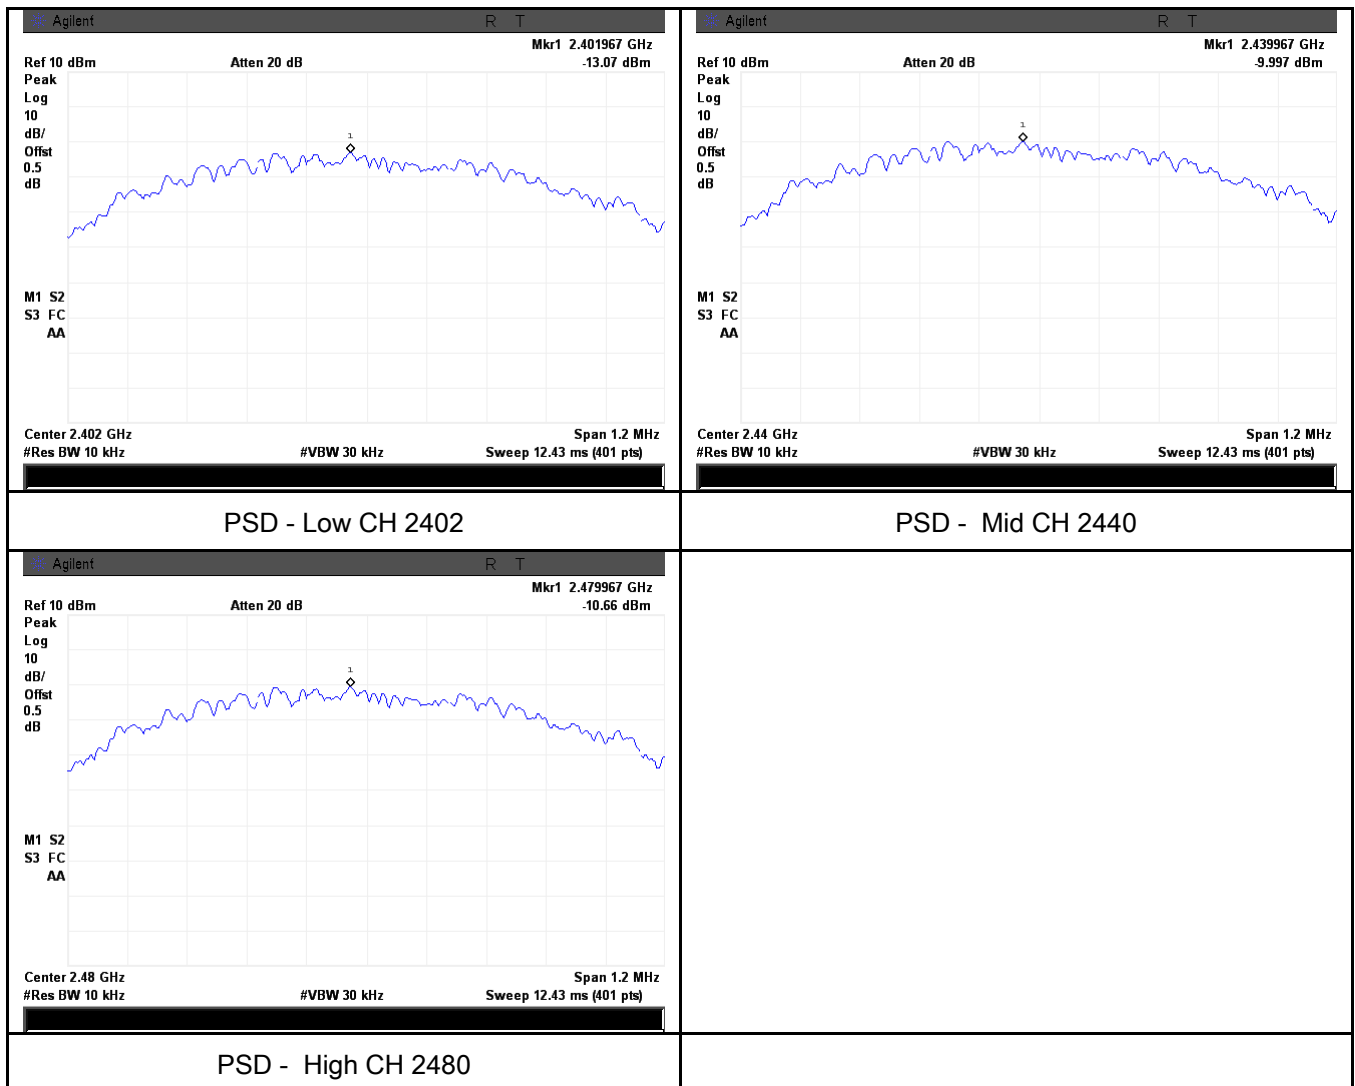 Agilent R T
Mkr1 2.401967 GHz
Ref 10 dBm Atten 20 dB -13.07 dBm
Peak
Log
10
dB/
Offst
0.5
dB
1
M1 S2
S3 FC
AA
Center 2.402 GHz Span 1.2 MHz
#Res BW 10 kHz #VBW 30 kHz Sweep 12.43 ms (401 pts)
PSD - Low CH 2402
Agilent R T
Mkr1 2.439967 GHz
Ref 10 dBm Atten 20 dB -9.997 dBm
Peak
Log
10
dB/
Offst
0.5
dB
1
M1 S2
S3 FC
AA
Center 2.44 GHz Span 1.2 MHz
#Res BW 10 kHz #VBW 30 kHz Sweep 12.43 ms (401 pts)
PSD - Mid CH 2440
Agilent R T
Mkr1 2.479967 GHz
Ref 10 dBm Atten 20 dB -10.66 dBm
Peak
Log
10
dB/
Offst
0.5
dB
1
M1 S2
S3 FC
AA
Center 2.48 GHz Span 1.2 MHz
#Res BW 10 kHz #VBW 30 kHz Sweep 12.43 ms (401 pts)
PSD - High CH 2480